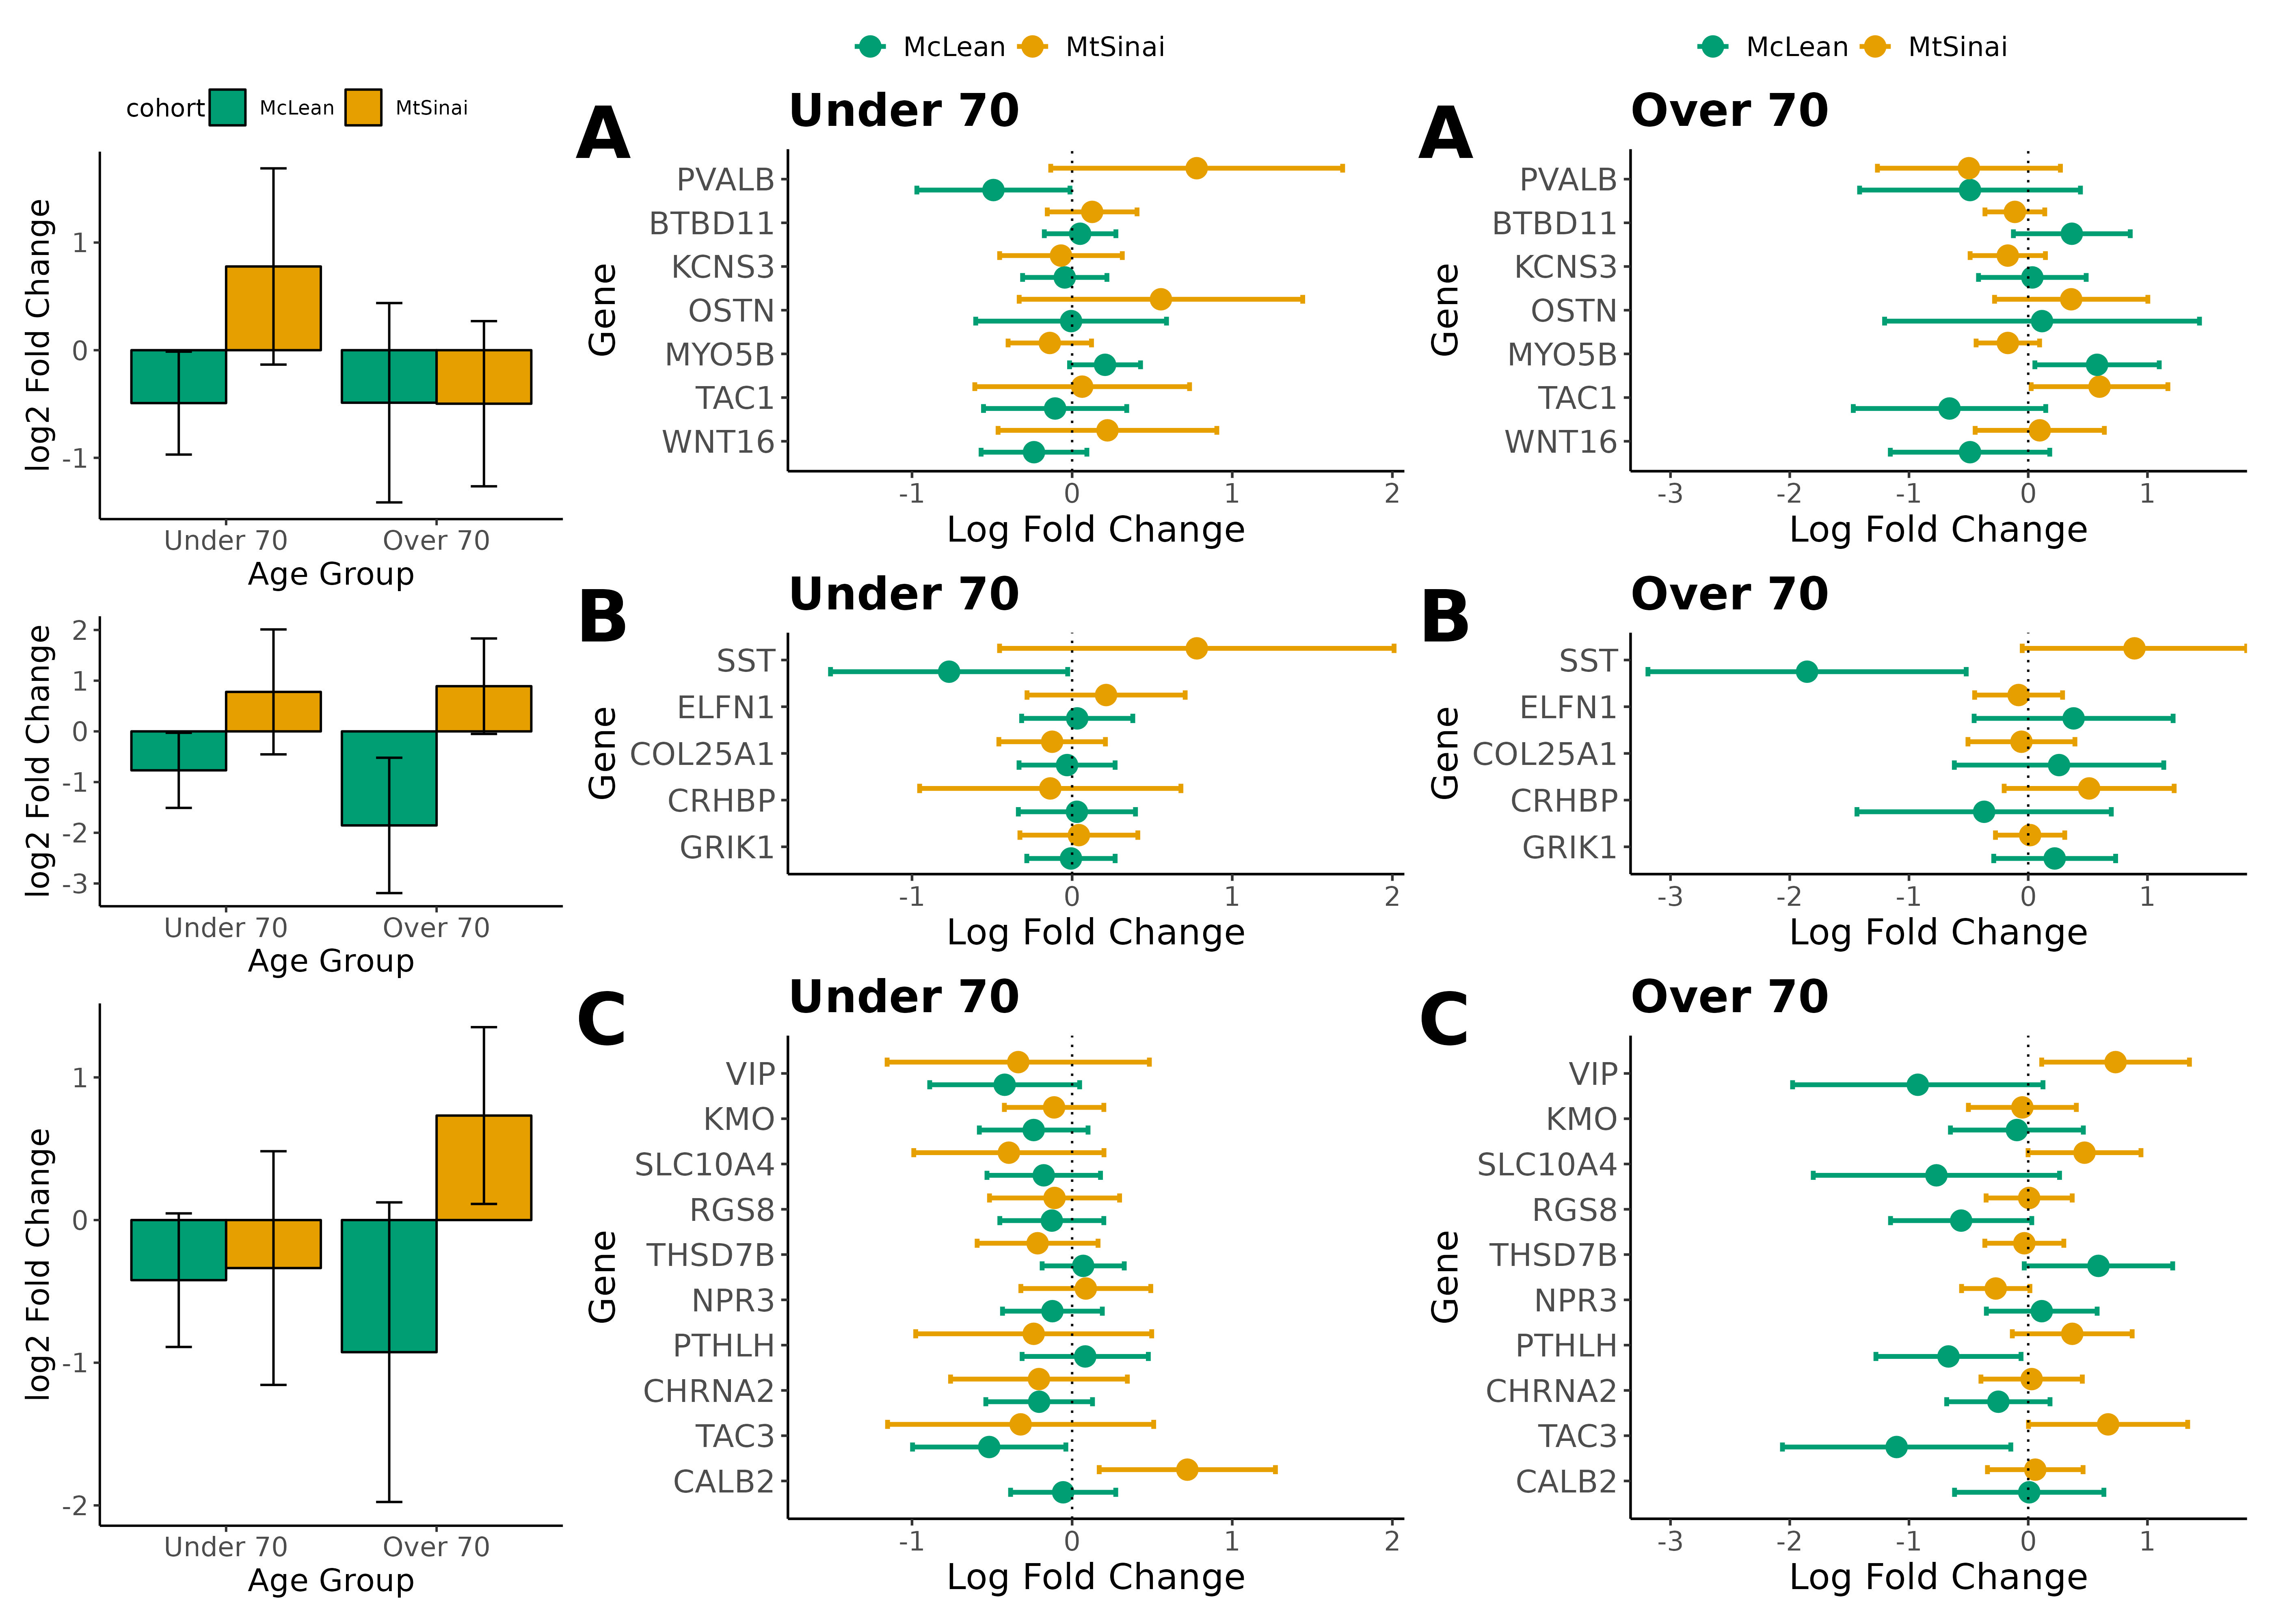 McLean MtSinai
McLean MtSinai
cohort McLean MtSinai
log2 Fold Change
1
0
-1
Under 70 Over 70
Age Group
A
Under 70
Gene
PVALB
BTBD11
KCNS3
OSTN
MYO5B
TAC1
WNT16
-1 0 1 2
Log Fold Change
A
Over 70
Gene
PVALB
BTBD11
KCNS3
OSTN
MYO5B
TAC1
WNT16
-3 -2 -1 0 1
Log Fold Change
log2 Fold Change
2
1
0
-1
-2
-3
Under 70 Over 70
Age Group
B
Under 70
Gene
SST
ELFN1
COL25A1
CRHBP
GRIK1
-1 0 1 2
Log Fold Change
B
Over 70
Gene
SST
ELFN1
COL25A1
CRHBP
GRIK1
-3 -2 -1 0 1
Log Fold Change
log2 Fold Change
1
0
-1
-2
Under 70 Over 70
Age Group
C
Under 70
Gene
VIP
KMO
SLC10A4
RGS8
THSD7B
NPR3
PTHLH
CHRNA2
TAC3
CALB2
-1 0 1 2
Log Fold Change
C
Over 70
Gene
VIP
KMO
SLC10A4
RGS8
THSD7B
NPR3
PTHLH
CHRNA2
TAC3
CALB2
-3 -2 -1 0 1
Log Fold Change